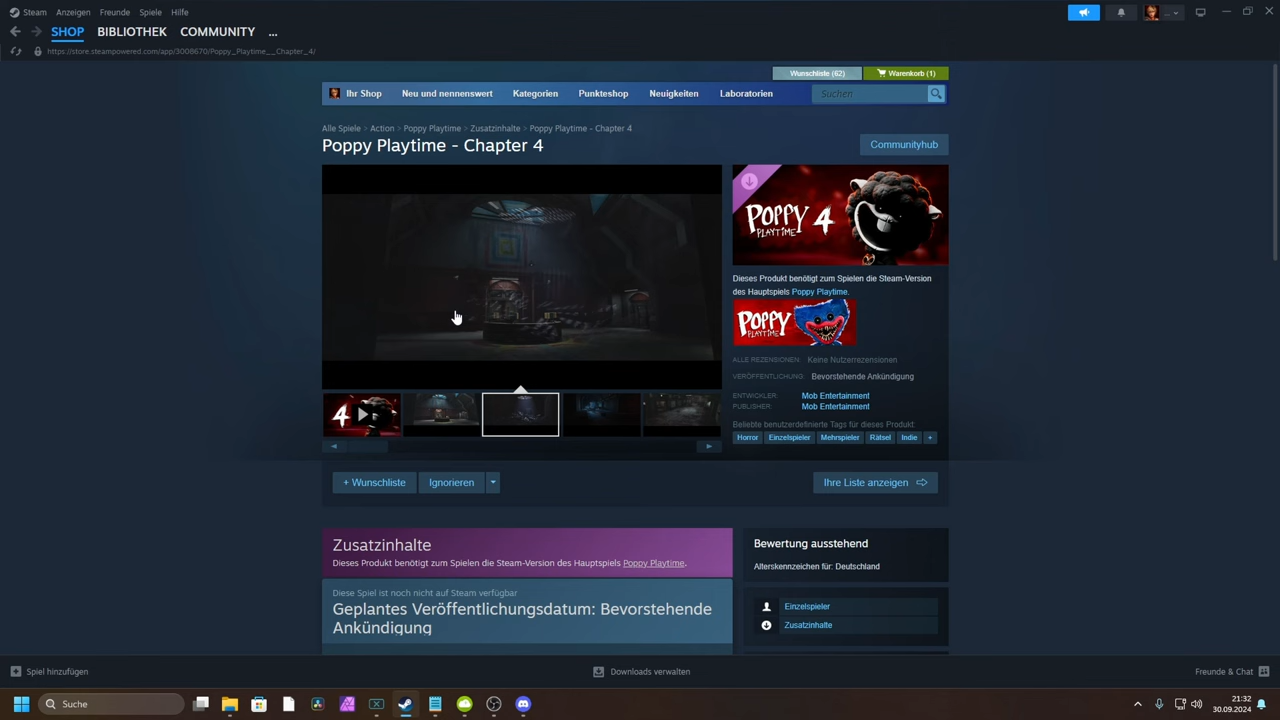 Steam Anzeigen Freunde Spiele Hilfe
SHOP BIBLIOTHEK COMMUNITY ...
https://store.steampowered.com/app/3008670/Poppy_Playtime__Chapter_4/
Wunschliste (62) Warenkorb (1)
Ihr Shop Neu und nennenswert Kategorien Punkteshop Neuigkeiten Laboratorien Suchen
Alle Spiele > Action > Poppy Playtime > Zusatzinhalte > Poppy Playtime - Chapter 4
Poppy Playtime - Chapter 4
Communityhub
POPPY 4
PLAYTIME
Dieses Produkt benötigt zum Spielen die Steam-Version
des Hauptspiels Poppy Playtime.
POPPY
PLAYTIME
ALLE REZENSIONEN: Keine Nutzerrezensionen
VERÖFFENTLICHUNG: Bevorstehende Ankündigung
ENTWICKLER: Mob Entertainment
PUBLISHER: Mob Entertainment
Beliebte benutzerdefinierte Tags für dieses Produkt:
Horror Einzelspieler Mehrspieler Rätsel Indie +
4
+ Wunschliste Ignorieren
Ihre Liste anzeigen
Zusatzinhalte
Dieses Produkt benötigt zum Spielen die Steam-Version des Hauptspiels Poppy Playtime.
Diese Spiel ist noch nicht auf Steam verfügbar
Geplantes Veröffentlichungsdatum: Bevorstehende
Ankündigung
Bewertung ausstehend
Alterskennzeichen für: Deutschland
Einzelspieler
Zusatzinhalte
Spiel hinzufügen
Downloads verwalten
Freunde & Chat
Suche
21:32
30.09.2024